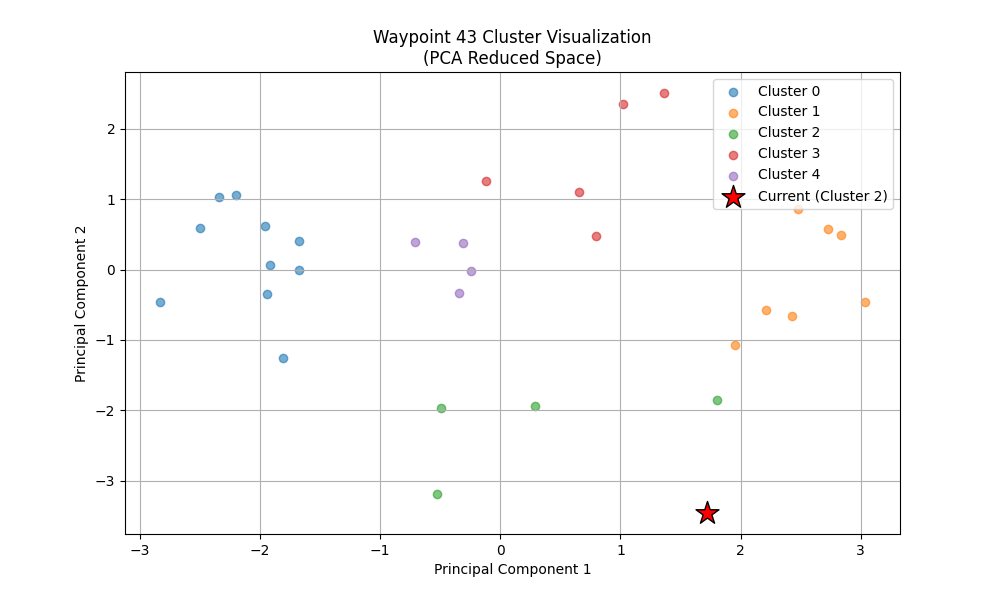 Waypoint 43 Cluster Visualization
(PCA Reduced Space)
Cluster 0
Cluster 1
Cluster 2
Cluster 3
Cluster 4
Current (Cluster 2)
Principal Component 2
2
1
0
−1
−2
−3
−3
−2
−1
0
1
2
3
Principal Component 1